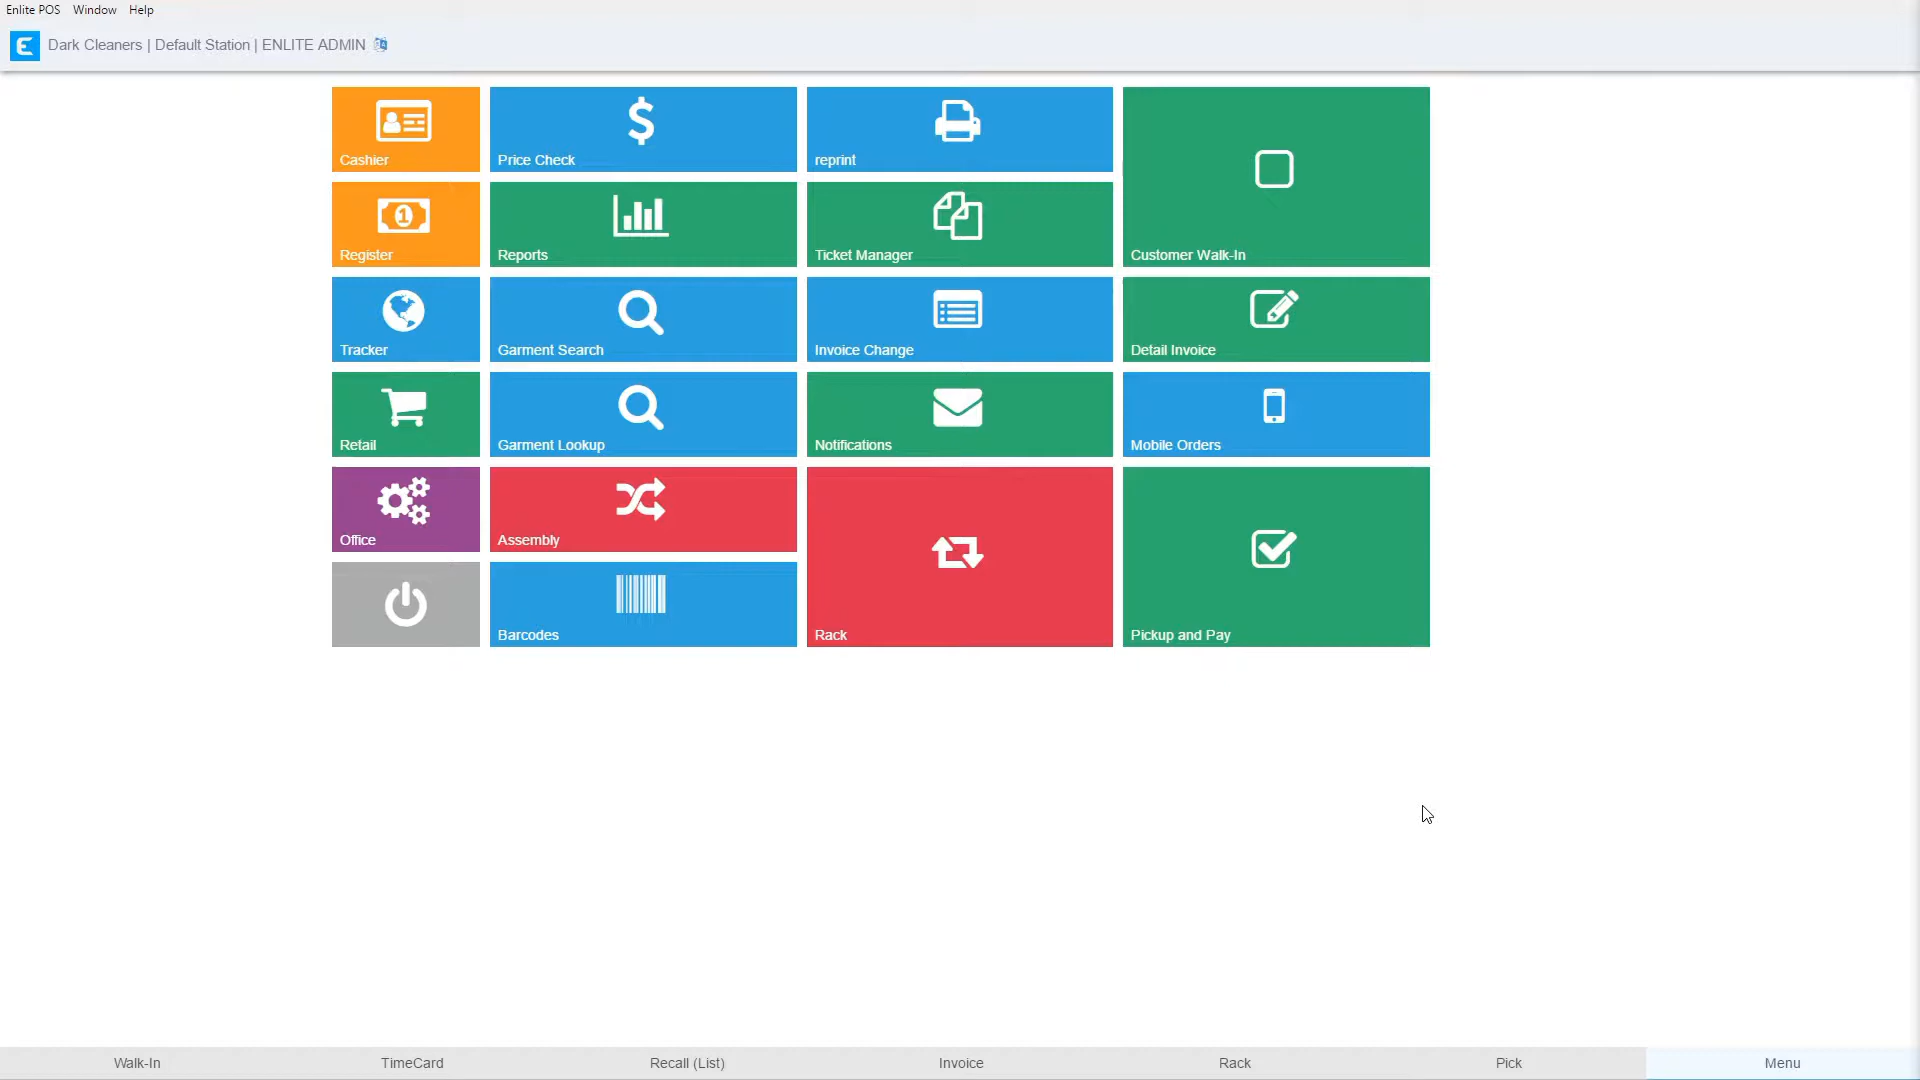 Enlite POS Window Help
E Dark Cleaners | Default Station | ENLITE ADMIN
Cashier
Price Check
reprint
Customer Walk-In
1
Register
Reports
Ticket Manager
Tracker
Garment Search
Invoice Change
Detail Invoice
Retail
Garment Lookup
Notifications
Mobile Orders
Office
Assembly
Rack
Pickup and Pay
Barcodes
Walk-In TimeCard Recall (List) Invoice Rack Pick Menu